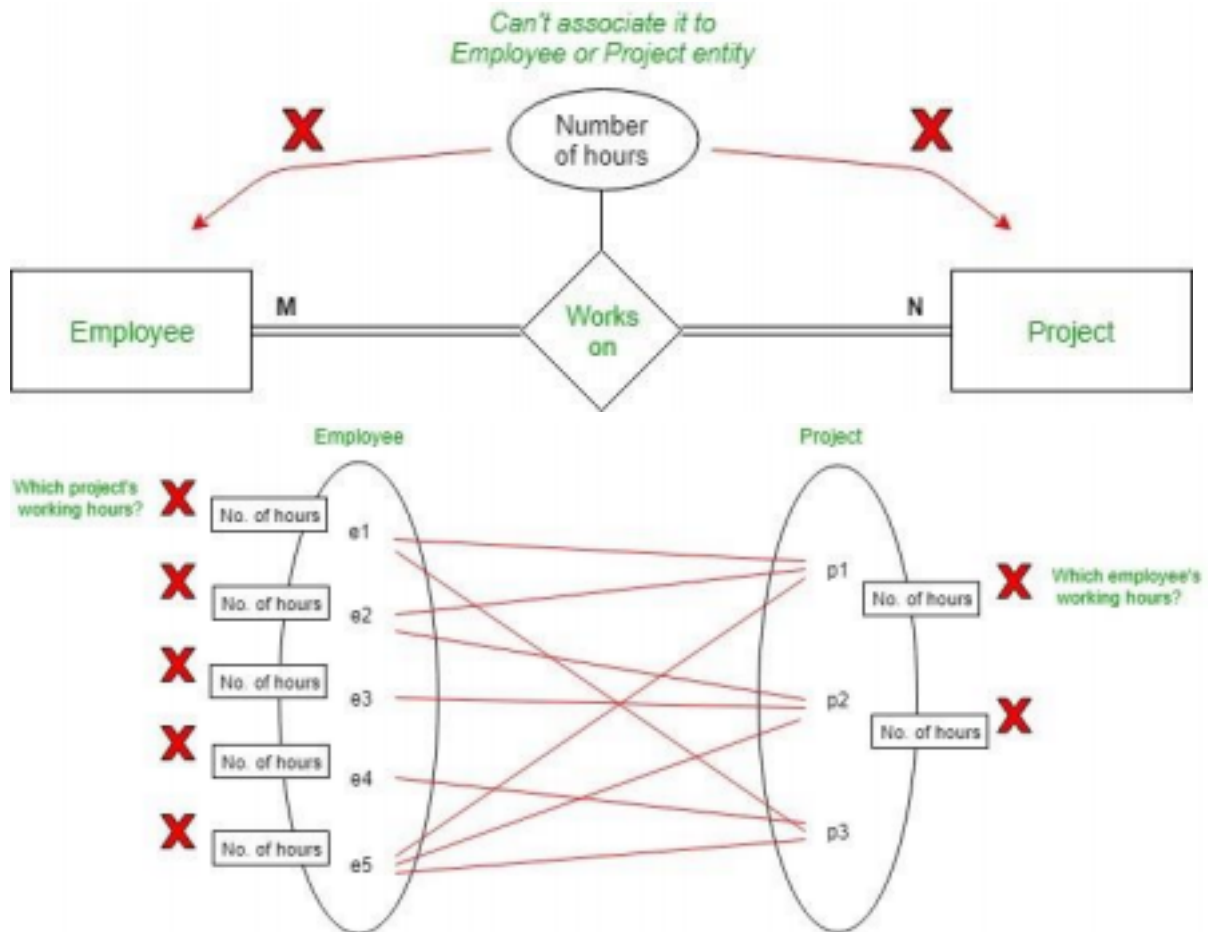 Can't associate it to
Employee or Project entity
Number
of hours
M
N
Employee
Works
on
Project
Employee
Project
Which project's
working hours?
No. of hours
e1
p1
Which employee's
working hours?
No. of hours
No. of hours
e2
No. of hours
e3
p2
No. of hours
No. of hours
e4
p3
No. of hours
e5